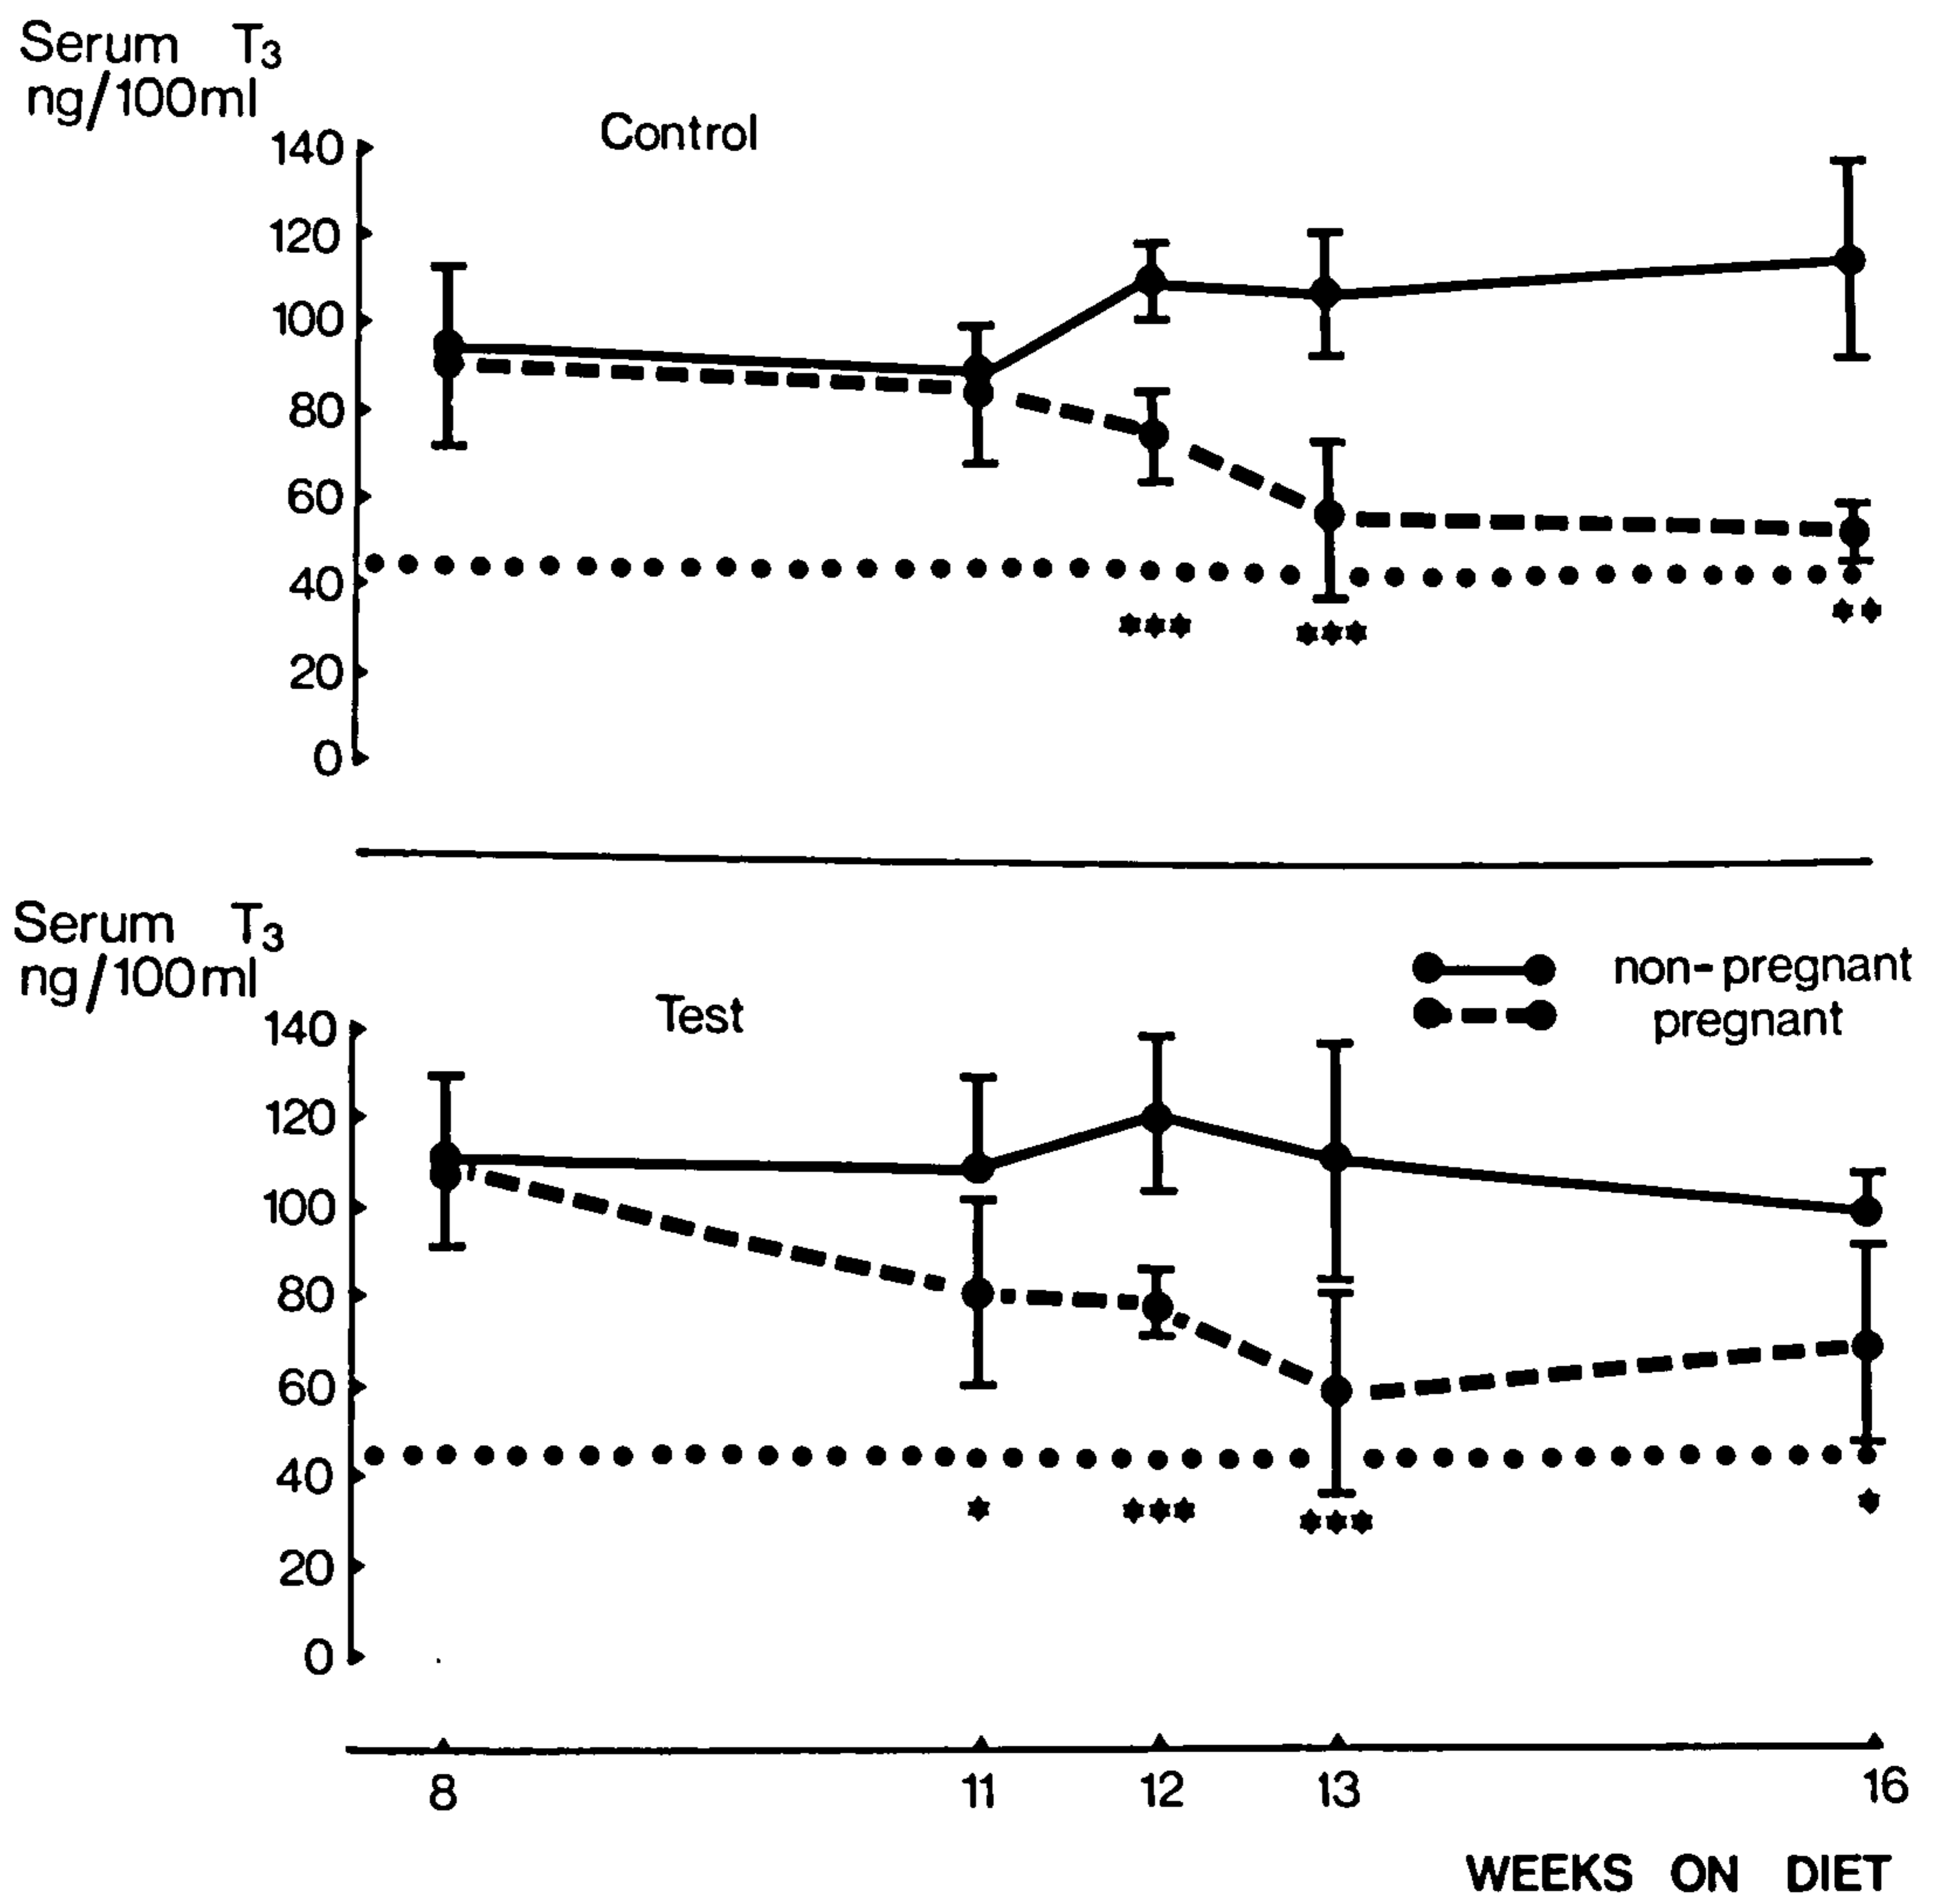 Serum T₃
ng/100ml
Control
140
120
100
80
60
40
20
0
***
***
**
Serum T₃
ng/100ml
Test
non-pregnant
pregnant
140
120
100
80
60
40
20
0
*
***
***
*
8 11 12 13 16
WEEKS ON DIET